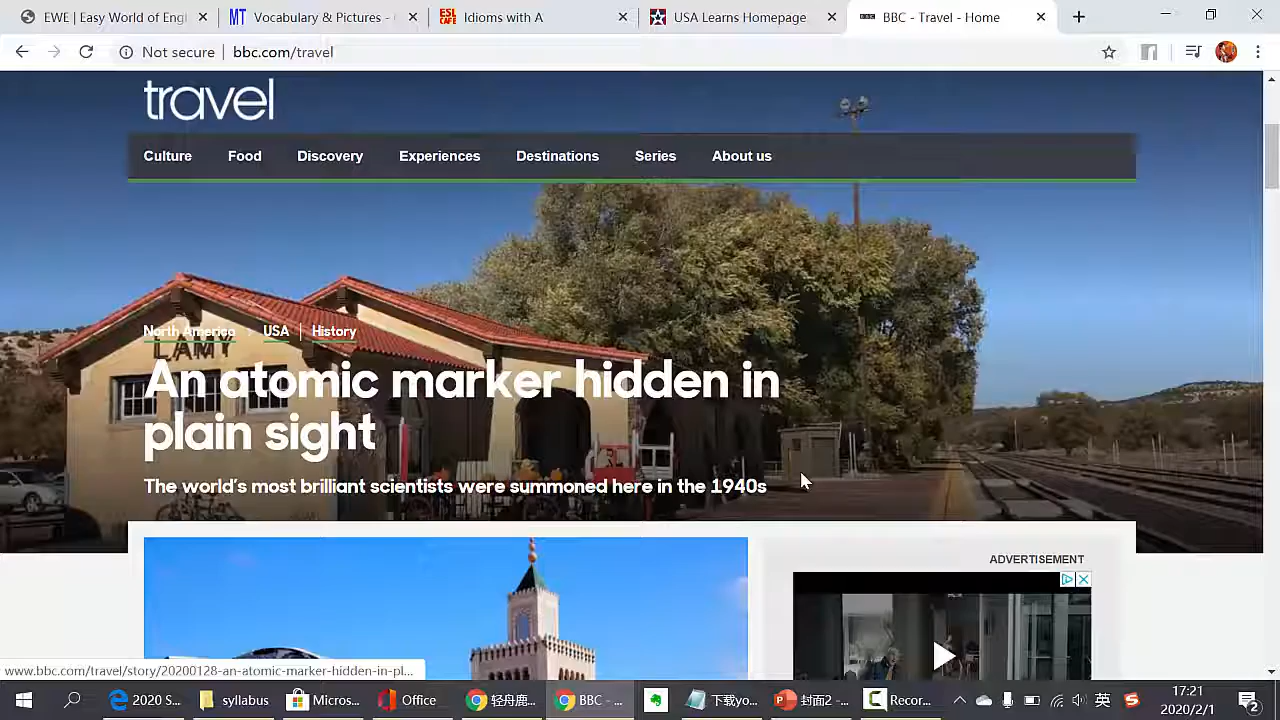 EWE | Easy World of Engl
MT Vocabulary & Pictures -
ESL CAFE Idioms with A
USA Learns Homepage
BBC - Travel - Home
Not secure | bbc.com/travel
travel
Culture Food Discovery Experiences Destinations Series About us
LAMY
North America USA | History
An atomic marker hidden in
plain sight
The world's most brilliant scientists were summoned here in the 1940s
ADVERTISEMENT
www.bbc.com/travel/story/20200128-an-atomic-marker-hidden-in-pl...
2020 S... syllabus Micros... Office 轻舟鹿... BBC - ... 下载yo... 封面2 -... Recor... 英 17:21
2020/2/1
2